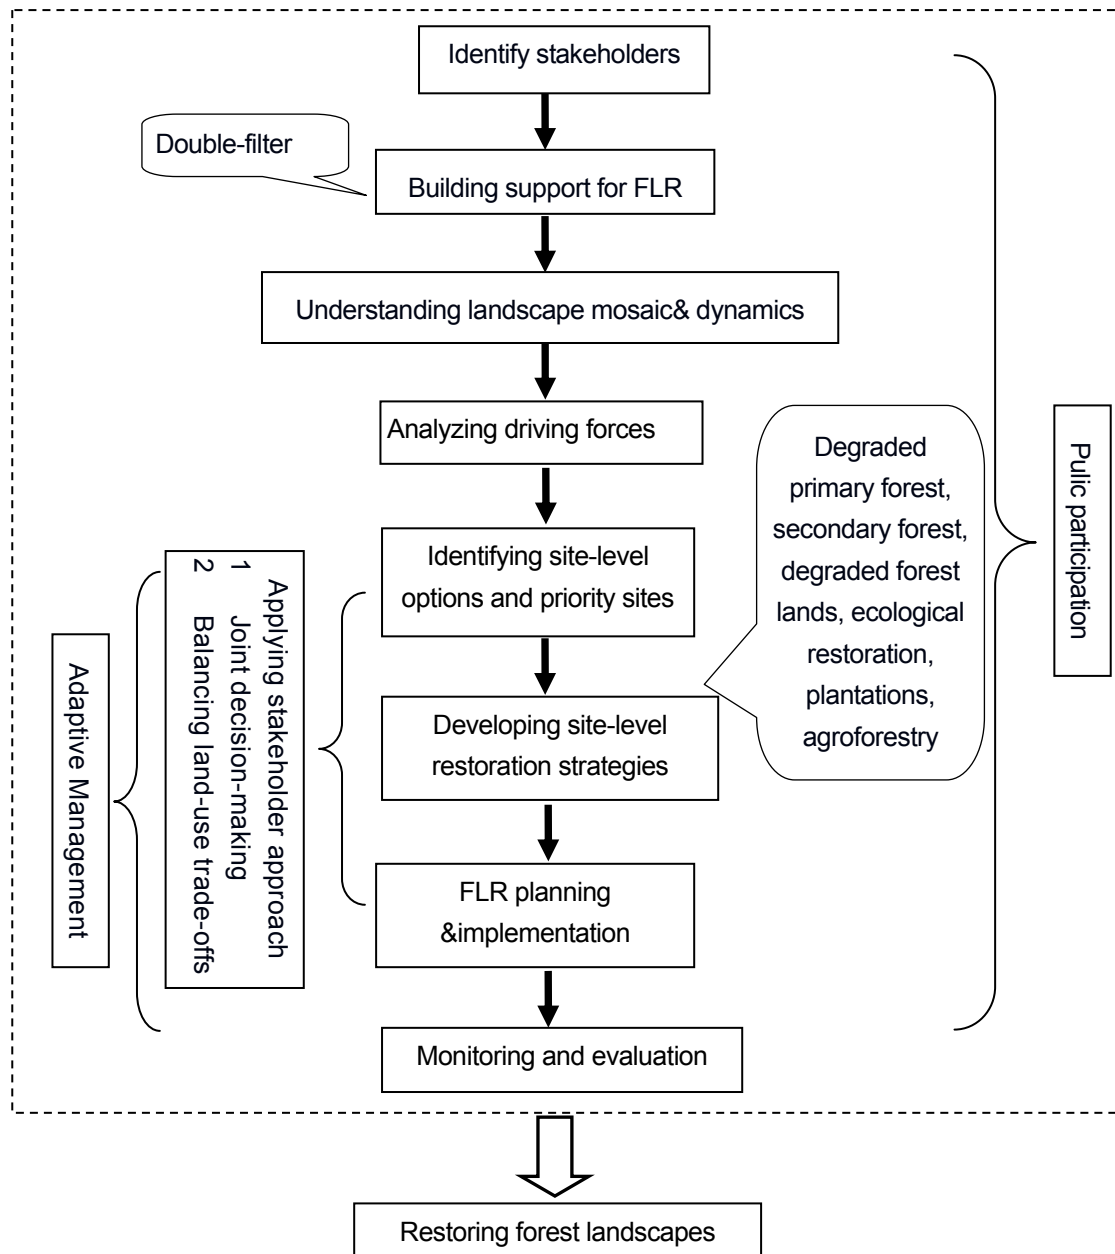 Identify stakeholders
Double-filter
Building support for FLR
Understanding landscape mosaic& dynamics
Analyzing driving forces
Identifying site-level
options and priority sites
Developing site-level
restoration strategies
Degraded
primary forest,
secondary forest,
degraded forest
lands, ecological
restoration,
plantations,
agroforestry
Pulic participation
Applying stakeholder approach
1 Joint decision-making
2 Balancing land-use trade-offs
Adaptive Management
FLR planning
&implementation
Monitoring and evaluation
Restoring forest landscapes